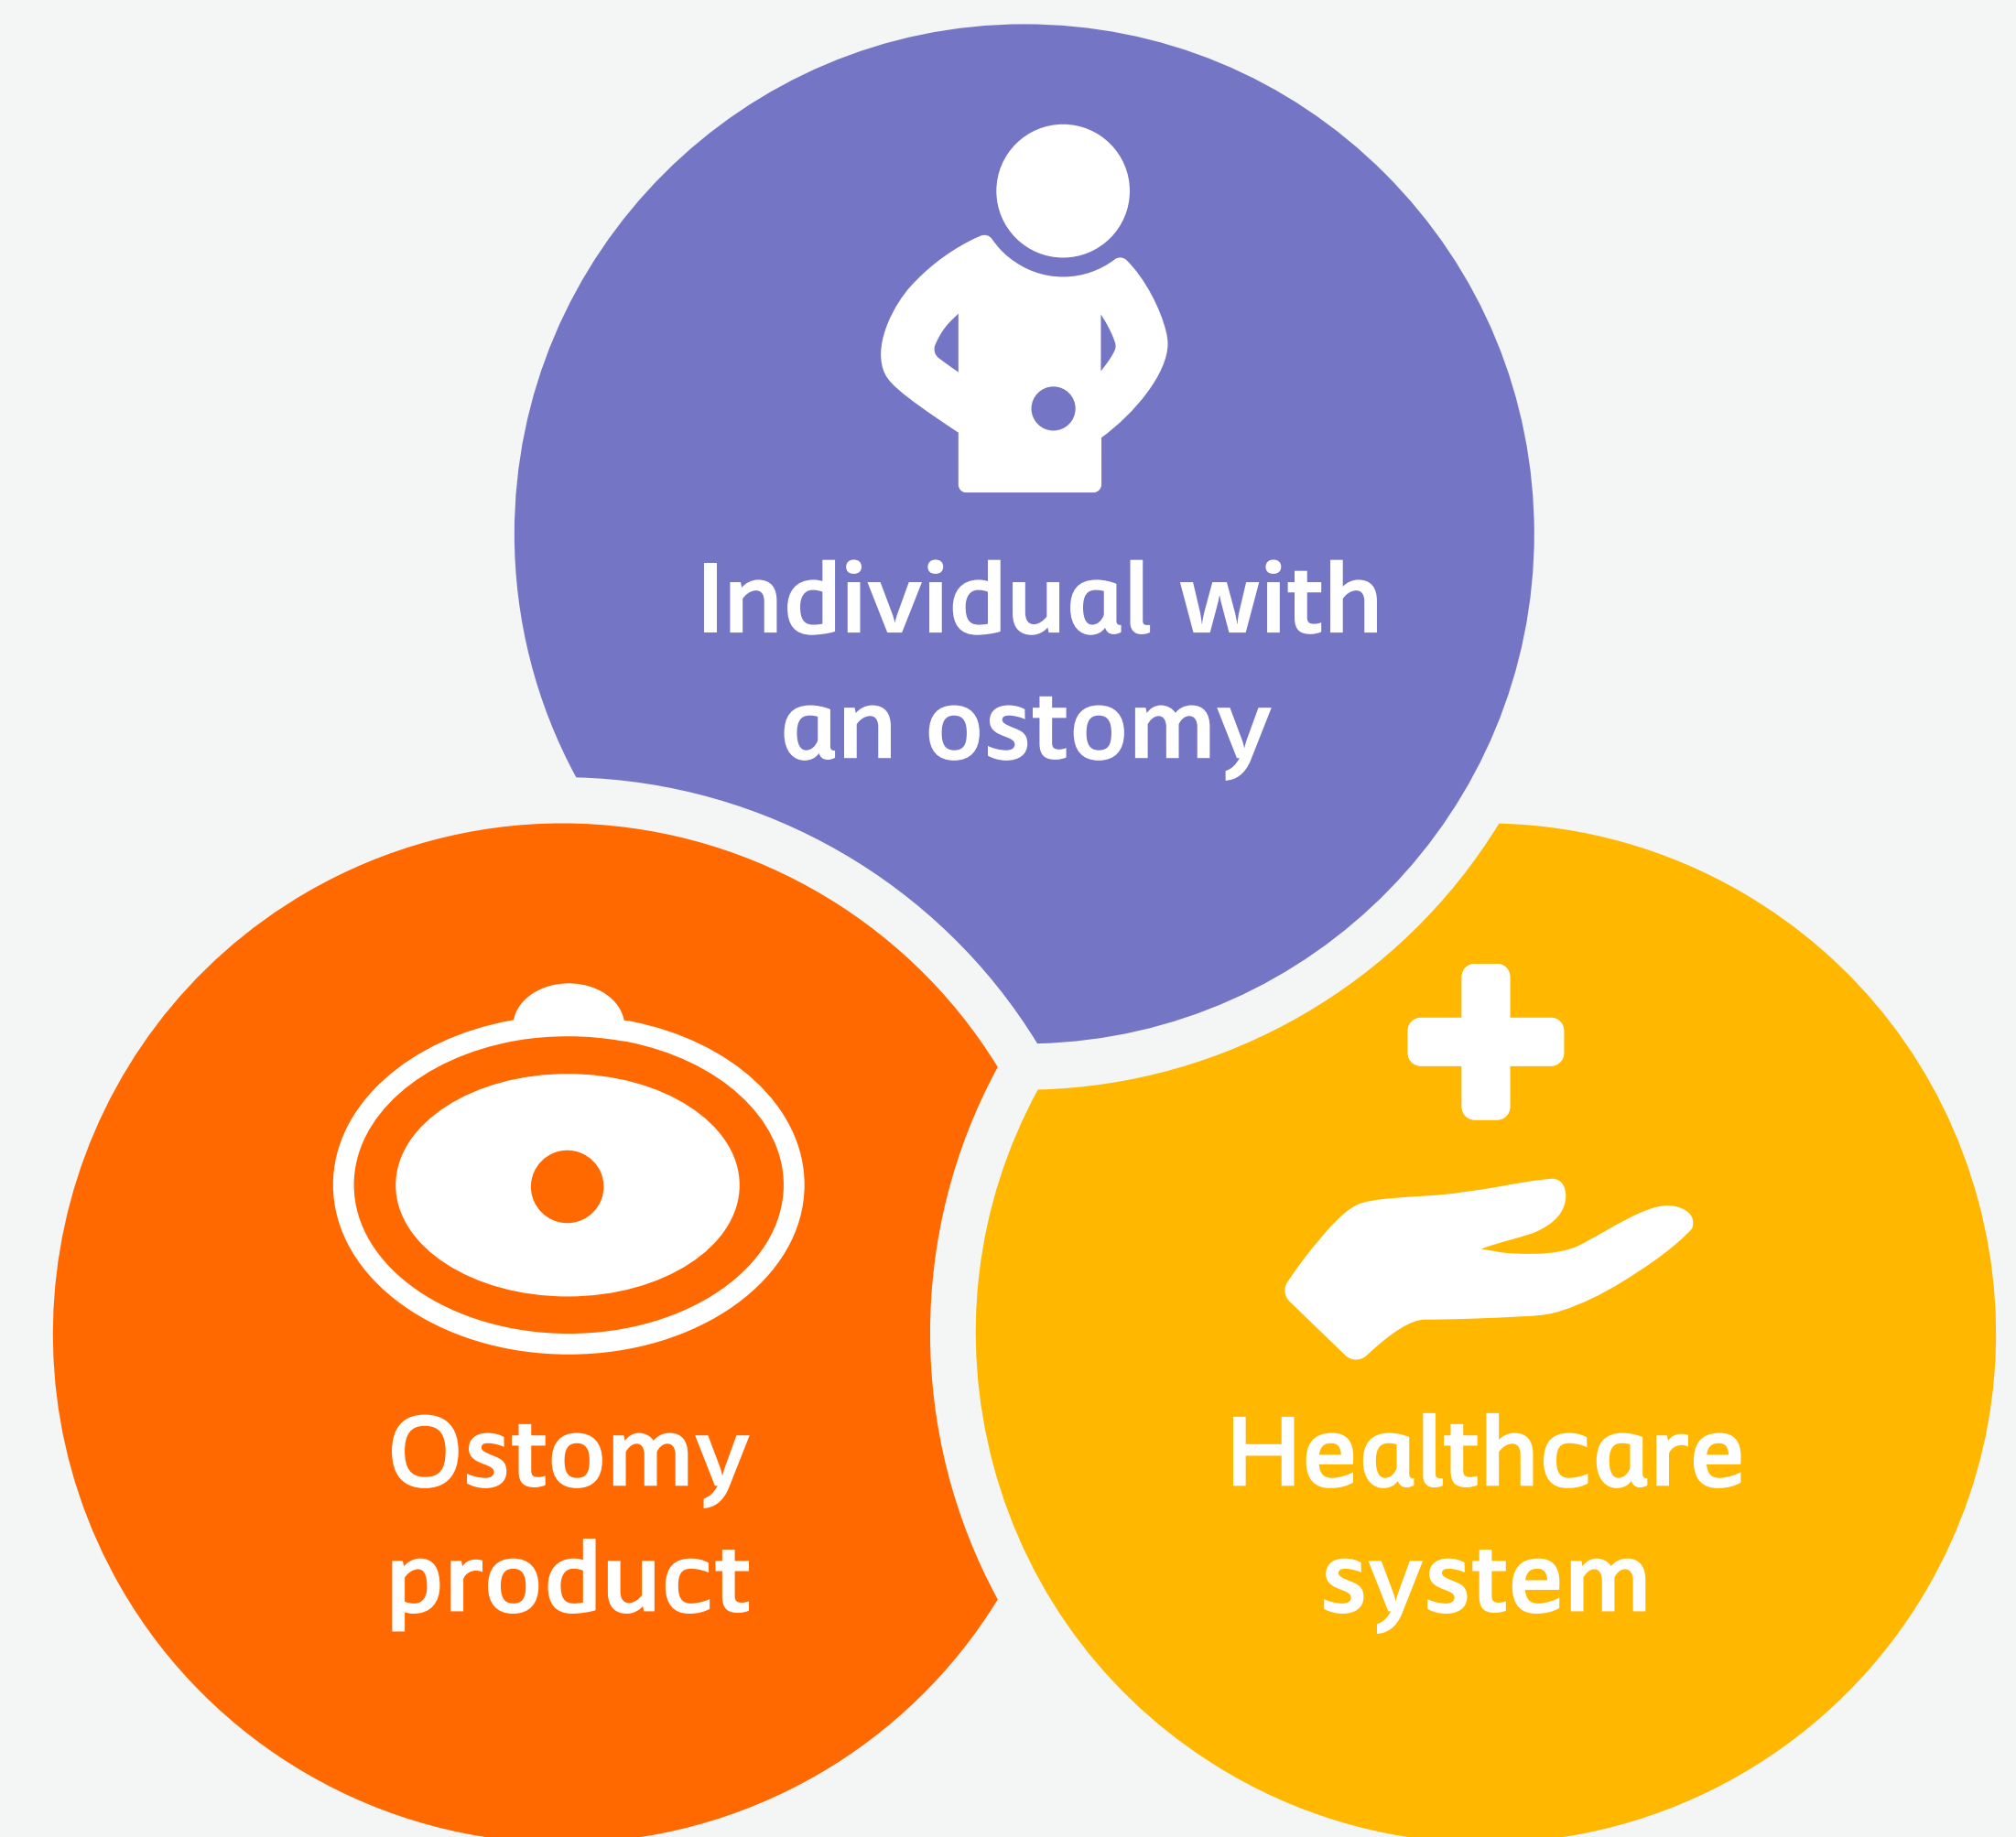 Individual with
an ostomy
Ostomy
product
Healthcare
system